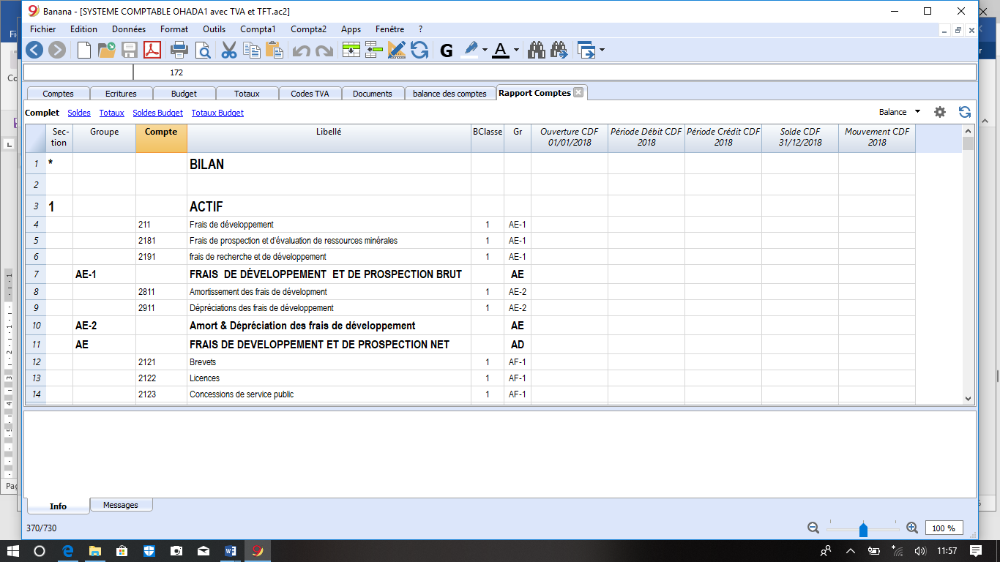 Banana - [SYSTEME COMPTABLE OHADA1 avec TVA et TFT.ac2]
Fichier Edition Données Format Outils Compta1 Compta2 Apps Fenêtre ?
G A
172
Comptes Ecritures Budget Totaux Codes TVA Documents balance des comptes Rapport Comptes
Complet Soldes Totaux Soldes Budget Totaux Budget Balance
Sec-tion Groupe Compte Libellé BClasse Gr Ouverture CDF 01/01/2018 Période Débit CDF 2018 Période Crédit CDF 2018 Solde CDF 31/12/2018 Mouvement CDF 2018
1 * BILAN
2
3 1 ACTIF
4 211 Frais de développement 1 AE-1
5 2181 Frais de prospection et d'évaluation de ressources minérales 1 AE-1
6 2191 frais de recherche et de développement 1 AE-1
7 AE-1 FRAIS DE DÉVELOPPEMENT ET DE PROSPECTION BRUT AE
8 2811 Amortissement des frais de dévelopment 1 AE-2
9 2911 Dépréciations des frais de développement 1 AE-2
10 AE-2 Amort & Dépréciation des frais de développement AE
11 AE FRAIS DE DEVELOPPEMENT ET DE PROSPECTION NET AD
12 2121 Brevets 1 AF-1
13 2122 Licences 1 AF-1
14 2123 Concessions de service public 1 AF-1
Info Messages
370/730 100 %
11:57